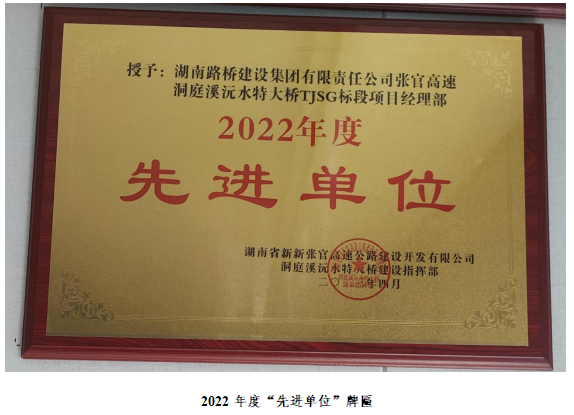 授予：湖南路桥建设集团有限责任公司张官高速
洞庭溪沅水特大桥TJSG标段项目经理部
2022年度
先进单位
湖南省新新张官高速公路建设开发有限公司
洞庭溪沅水特大桥建设指挥部
二〇 年四月
2022 年度“先进单位”牌匾